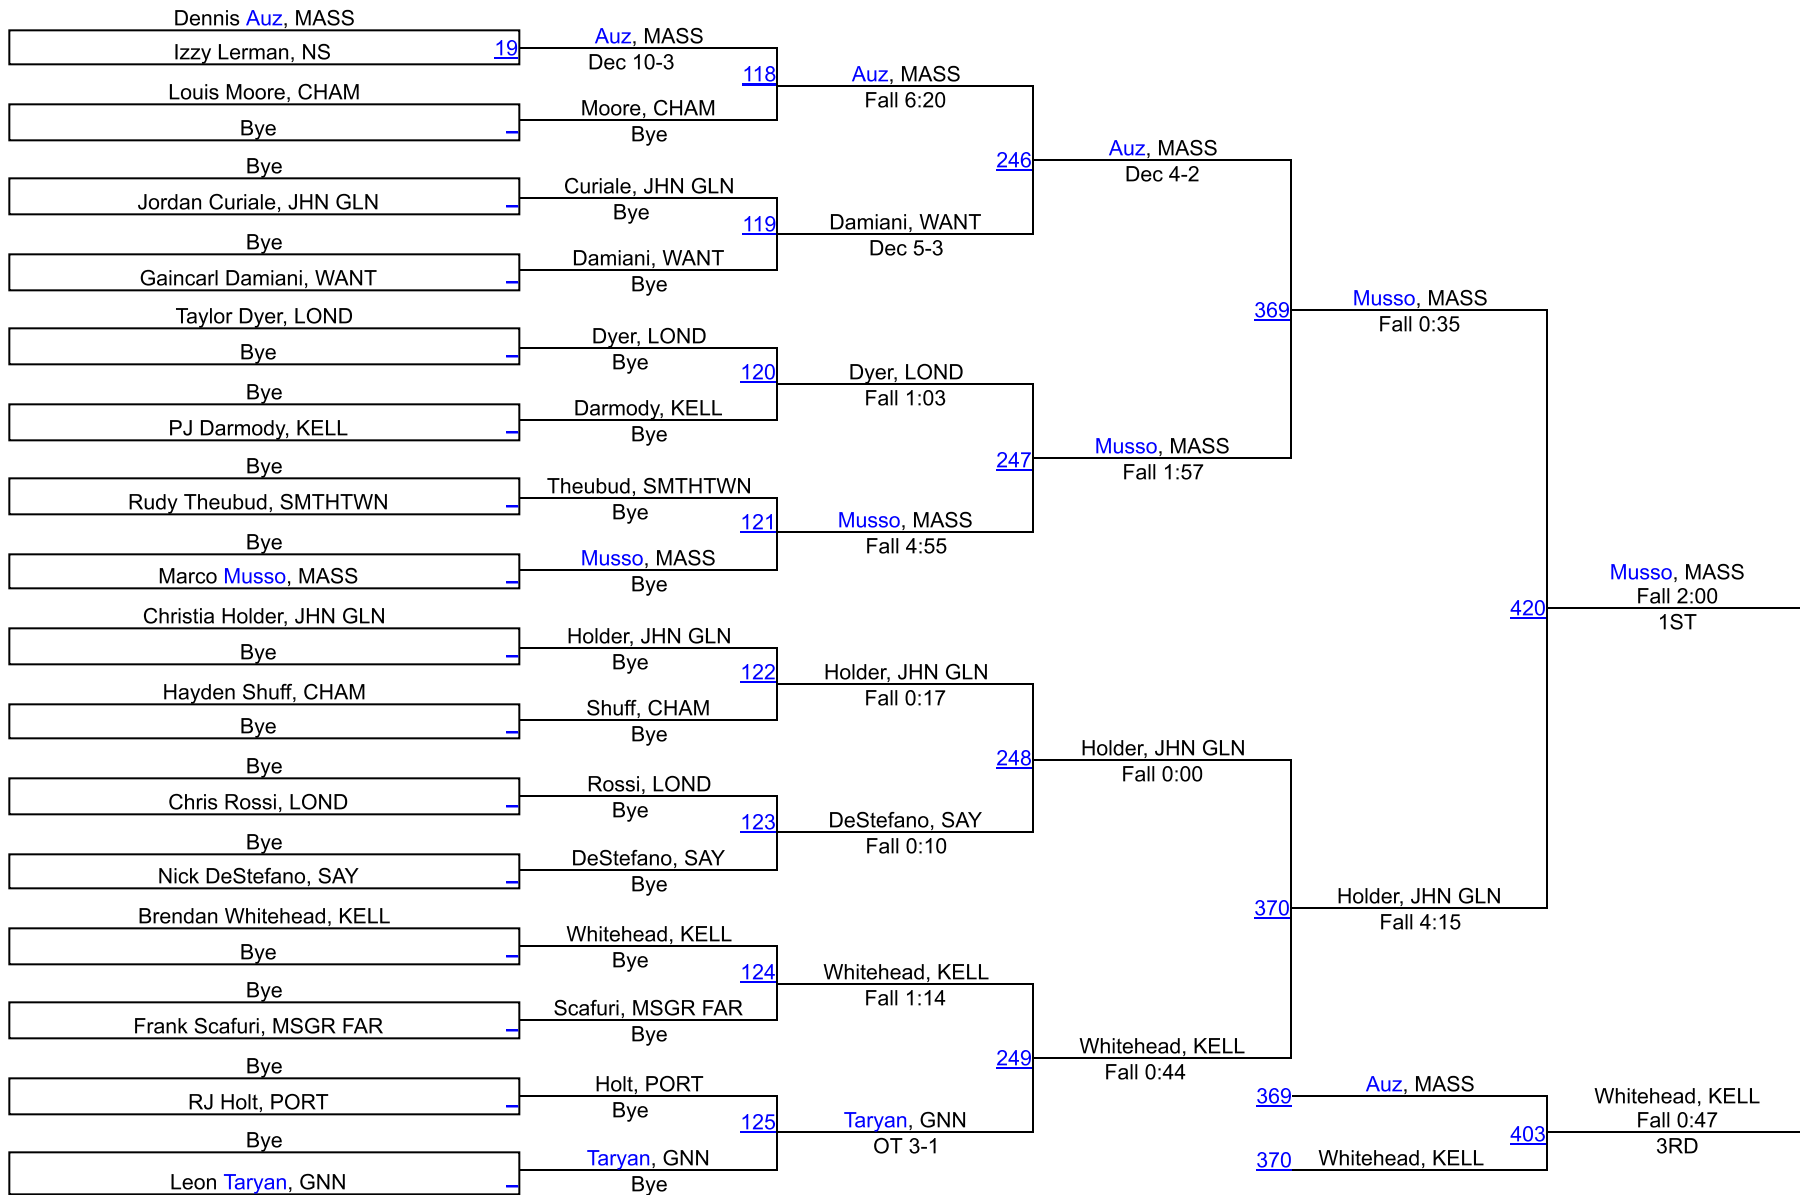 Dennis Auz, MASS
Izzy Lerman, NS
19
Louis Moore, CHAM
Bye
Bye
Jordan Curiale, JHN GLN
Bye
Gaincarl Damiani, WANT
Taylor Dyer, LOND
Bye
Bye
PJ Darmody, KELL
Bye
Rudy Theubud, SMTHTWN
Bye
Marco Musso, MASS
Christia Holder, JHN GLN
Bye
Hayden Shuff, CHAM
Bye
Bye
Chris Rossi, LOND
Bye
Nick DeStefano, SAY
Brendan Whitehead, KELL
Bye
Bye
Frank Scafuri, MSGR FAR
Bye
RJ Holt, PORT
Bye
Leon Taryan, GNN
Auz, MASS
Dec 10-3
118
Moore, CHAM
Bye
Curiale, JHN GLN
Bye
119
Damiani, WANT
Bye
Dyer, LOND
Bye
120
Darmody, KELL
Bye
Theubud, SMTHTWN
Bye
121
Musso, MASS
Bye
Holder, JHN GLN
Bye
122
Shuff, CHAM
Bye
Rossi, LOND
Bye
123
DeStefano, SAY
Bye
Whitehead, KELL
Bye
124
Scafuri, MSGR FAR
Bye
Holt, PORT
Bye
125
Taryan, GNN
Bye
Auz, MASS
Fall 6:20
246
Damiani, WANT
Dec 5-3
Dyer, LOND
Fall 1:03
247
Musso, MASS
Fall 4:55
Holder, JHN GLN
Fall 0:17
248
DeStefano, SAY
Fall 0:10
Whitehead, KELL
Fall 1:14
249
Taryan, GNN
OT 3-1
Auz, MASS
Dec 4-2
369
Musso, MASS
Fall 1:57
Holder, JHN GLN
Fall 0:00
370
Whitehead, KELL
Fall 0:44
Musso, MASS
Fall 0:35
420
Holder, JHN GLN
Fall 4:15
Musso, MASS
Fall 2:00
1ST
369
Auz, MASS
403
370
Whitehead, KELL
Whitehead, KELL
Fall 0:47
3RD